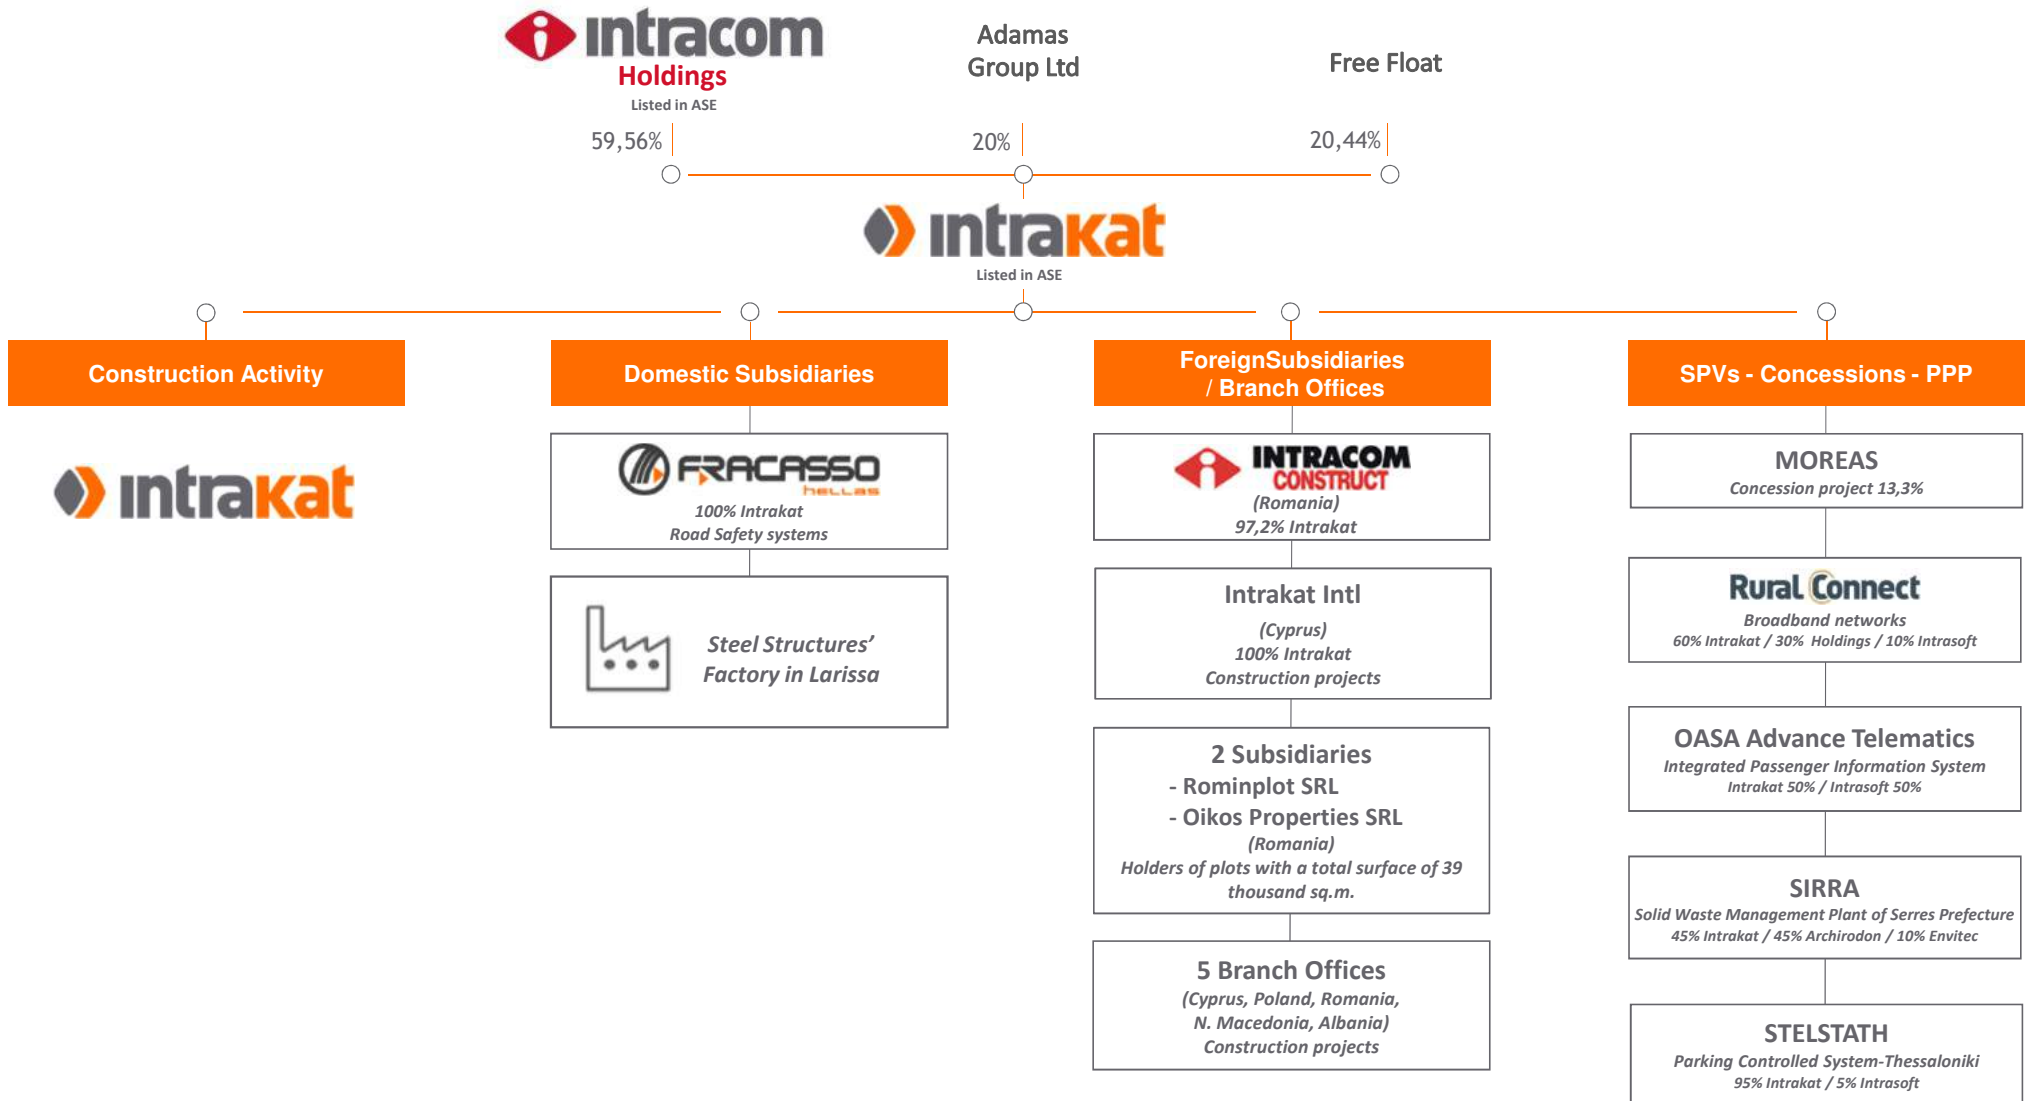 intracom
Holdings
Listed in ASE
59,56%
Adamas
Group Ltd
20%
Free Float
20,44%
intrakat
Listed in ASE
Construction Activity
intrakat
Domestic Subsidiaries
FRACASSO
hellas
100% Intrakat
Road Safety systems
Steel Structures’
Factory in Larissa
ForeignSubsidiaries
/ Branch Offices
INTRACOM
CONSTRUCT
(Romania)
97,2% Intrakat
Intrakat Intl
(Cyprus)
100% Intrakat
Construction projects
2 Subsidiaries
- Rominplot SRL
- Oikos Properties SRL
(Romania)
Holders of plots with a total surface of 39
thousand sq.m.
5 Branch Offices
(Cyprus, Poland, Romania,
N. Macedonia, Albania)
Construction projects
SPVs - Concessions - PPP
MOREAS
Concession project 13,3%
Rural Connect
Broadband networks
60% Intrakat / 30% Holdings / 10% Intrasoft
OASA Advance Telematics
Integrated Passenger Information System
Intrakat 50% / Intrasoft 50%
SIRRA
Solid Waste Management Plant of Serres Prefecture
45% Intrakat / 45% Archirodon / 10% Envitec
STELSTATH
Parking Controlled System-Thessaloniki
95% Intrakat / 5% Intrasoft